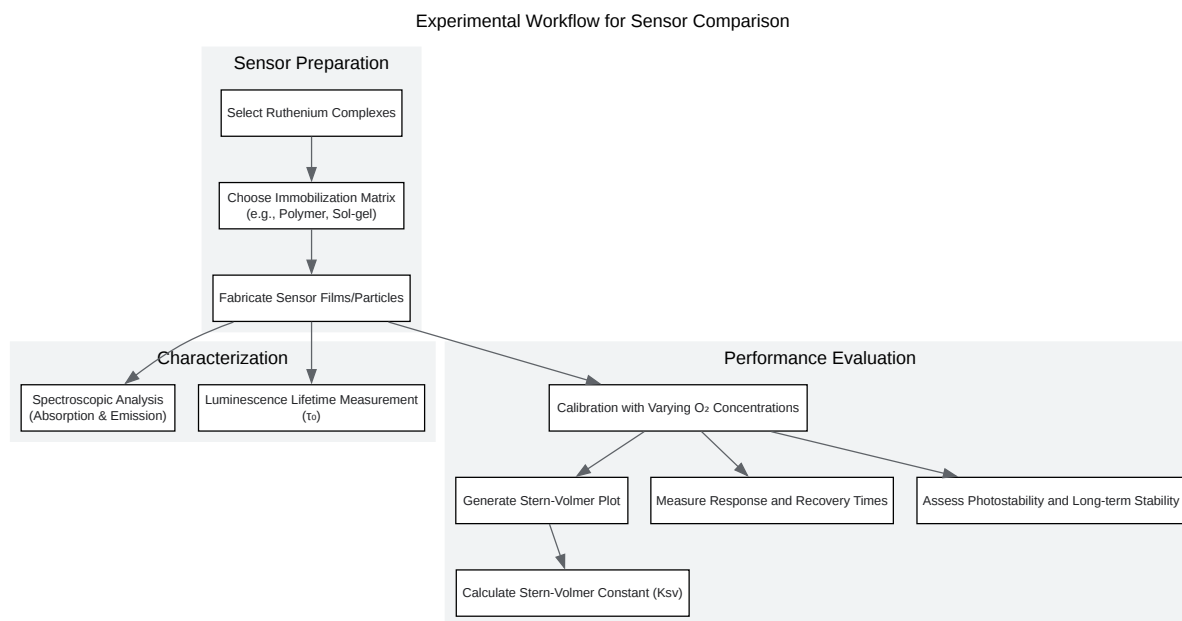 Experimental Workflow for Sensor Comparison
Sensor Preparation
Select Ruthenium Complexes
Choose Immobilization Matrix
(e.g., Polymer, Sol-gel)
Fabricate Sensor Films/Particles
Characterization
Spectroscopic Analysis
(Absorption & Emission)
Luminescence Lifetime Measurement
(τ₀)
Performance Evaluation
Calibration with Varying O₂ Concentrations
Generate Stern-Volmer Plot
Measure Response and Recovery Times
Assess Photostability and Long-term Stability
Calculate Stern-Volmer Constant (Ksv)